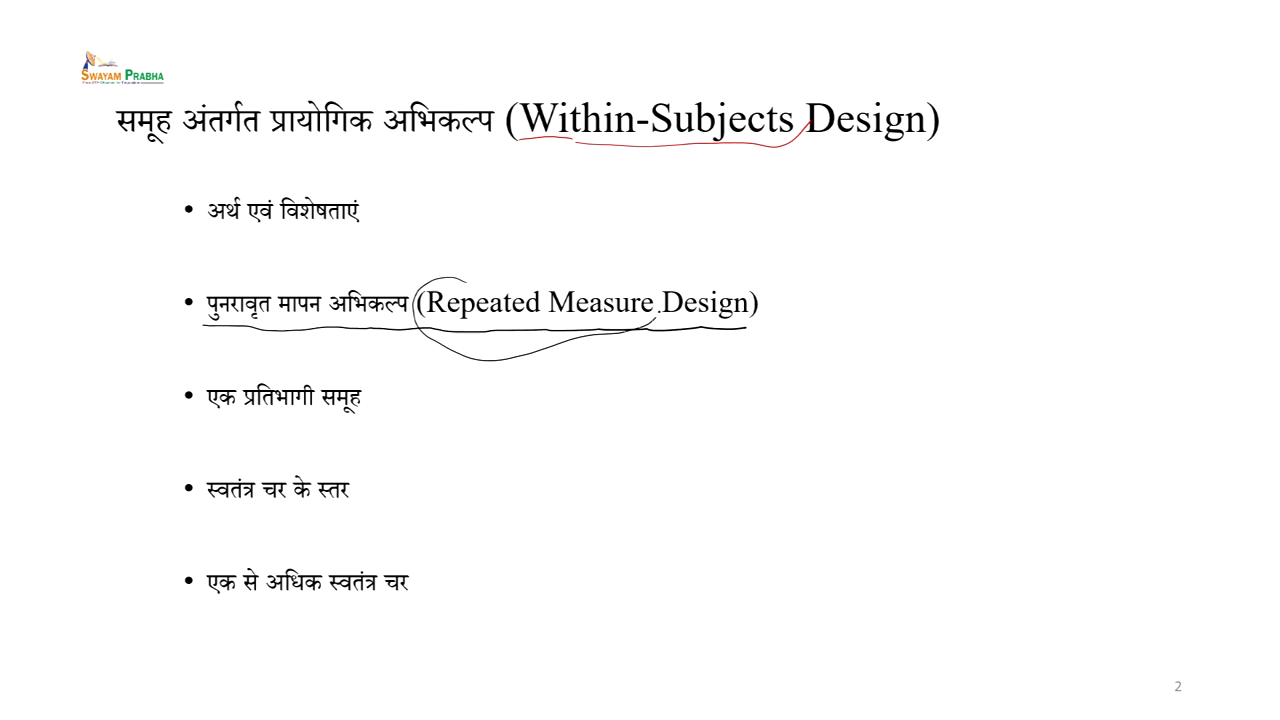 SWAYAM PRABHA
समूह अंतर्गत प्रायोगिक अभिकल्प (Within-Subjects Design)
• अर्थ एवं विशेषताएं
• पुनरावृत मापन अभिकल्प (Repeated Measure Design)
• एक प्रतिभागी समूह
• स्वतंत्र चर के स्तर
• एक से अधिक स्वतंत्र चर
2